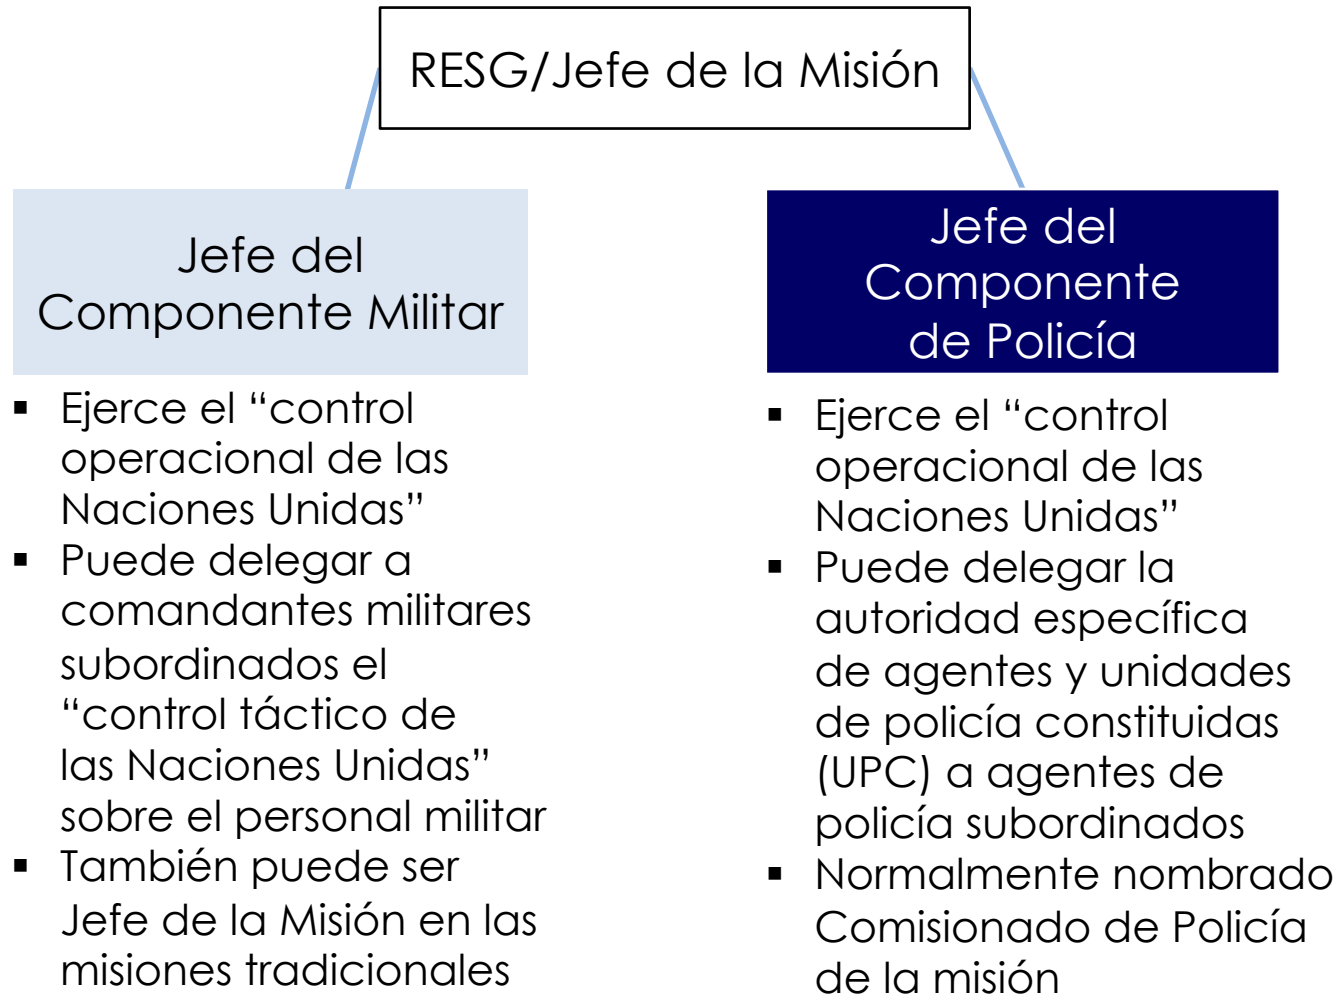 RESG/Jefe de la Misión
Jefe del
Componente Militar
▪ Ejerce el “control
operacional de las
Naciones Unidas”
▪ Puede delegar a
comandantes militares
subordinados el
“control táctico de
las Naciones Unidas”
sobre el personal militar
▪ También puede ser
Jefe de la Misión en las
misiones tradicionales
Jefe del
Componente
de Policía
▪ Ejerce el “control
operacional de las
Naciones Unidas”
▪ Puede delegar la
autoridad específica
de agentes y unidades
de policía constituidas
(UPC) a agentes de
policía subordinados
▪ Normalmente nombrado
Comisionado de Policía
de la misión